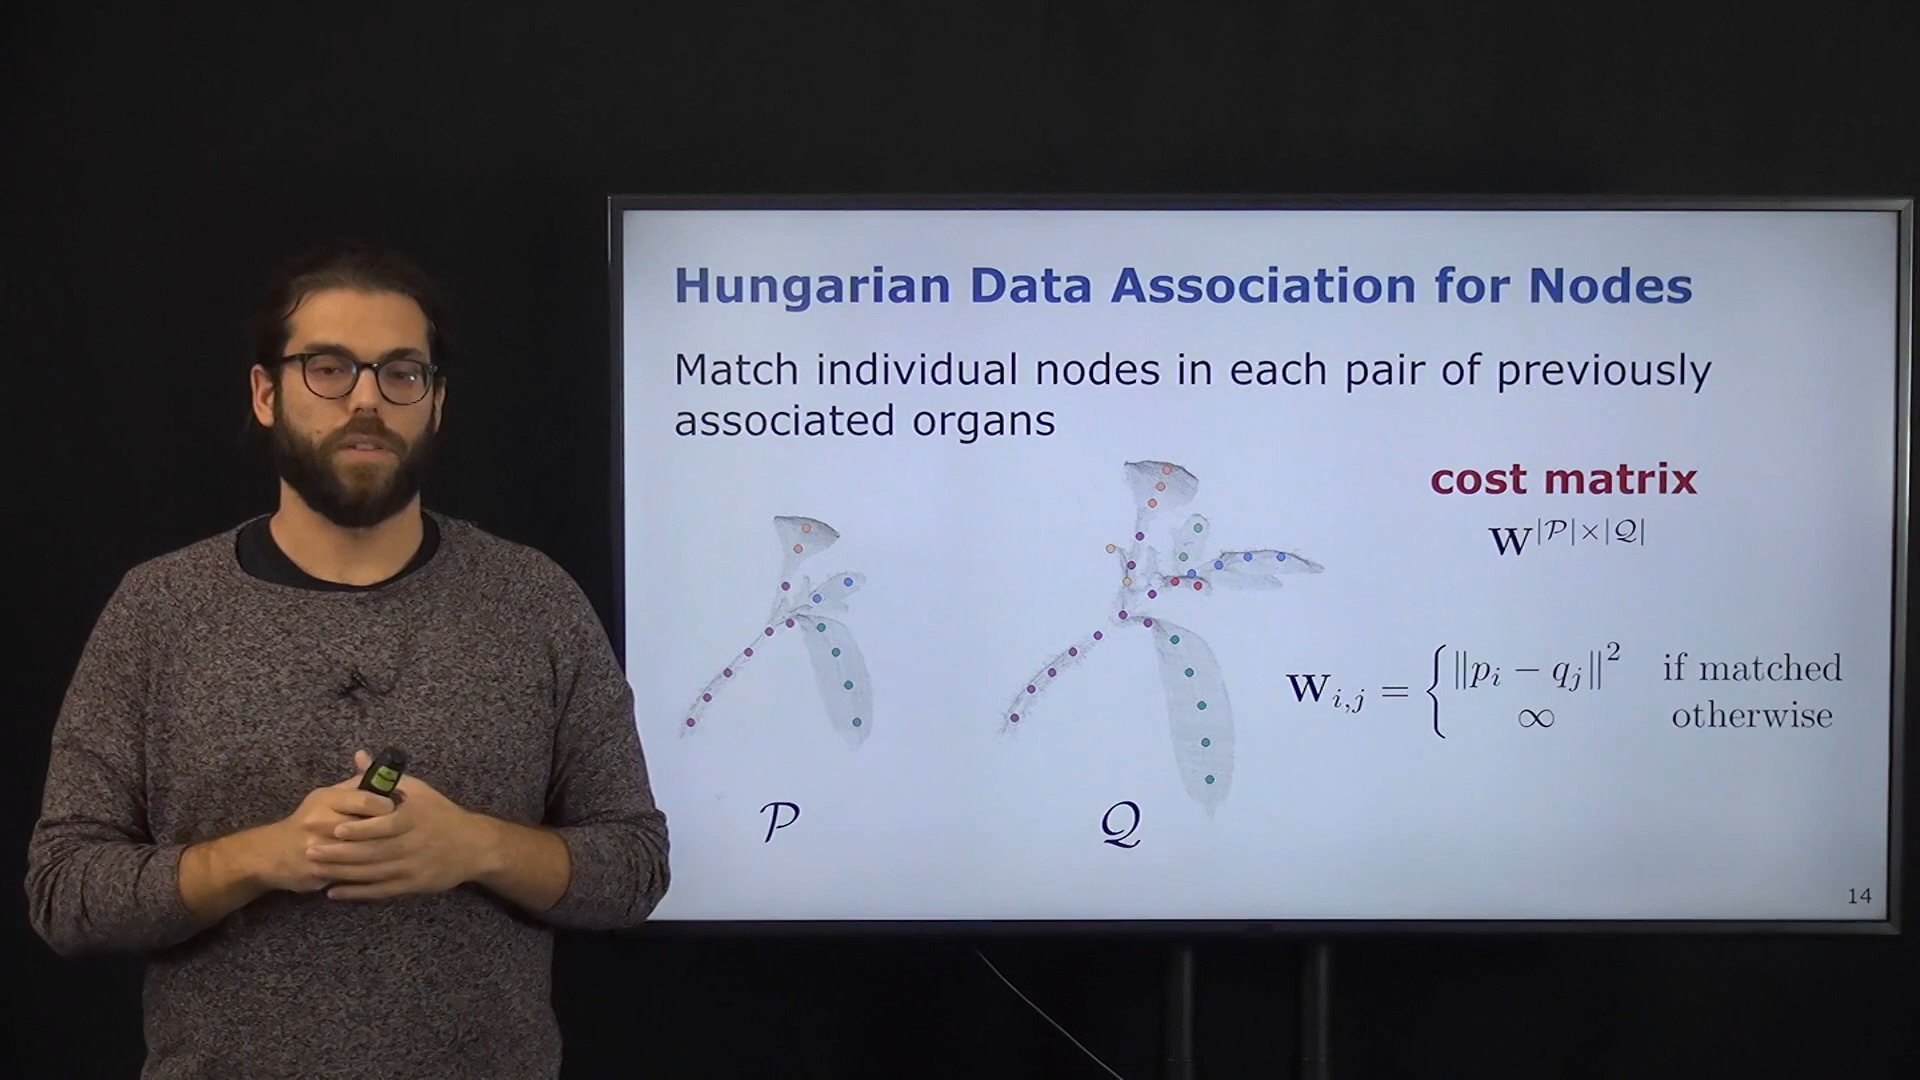 Hungarian Data Association for Nodes
Match individual nodes in each pair of previously
associated organs
cost matrix
𝐖^{|𝒫|×|𝒬|}
𝐖_{i,j} = { ‖p_i − q_j‖² if matched
∞ otherwise
𝒫 𝒬
14